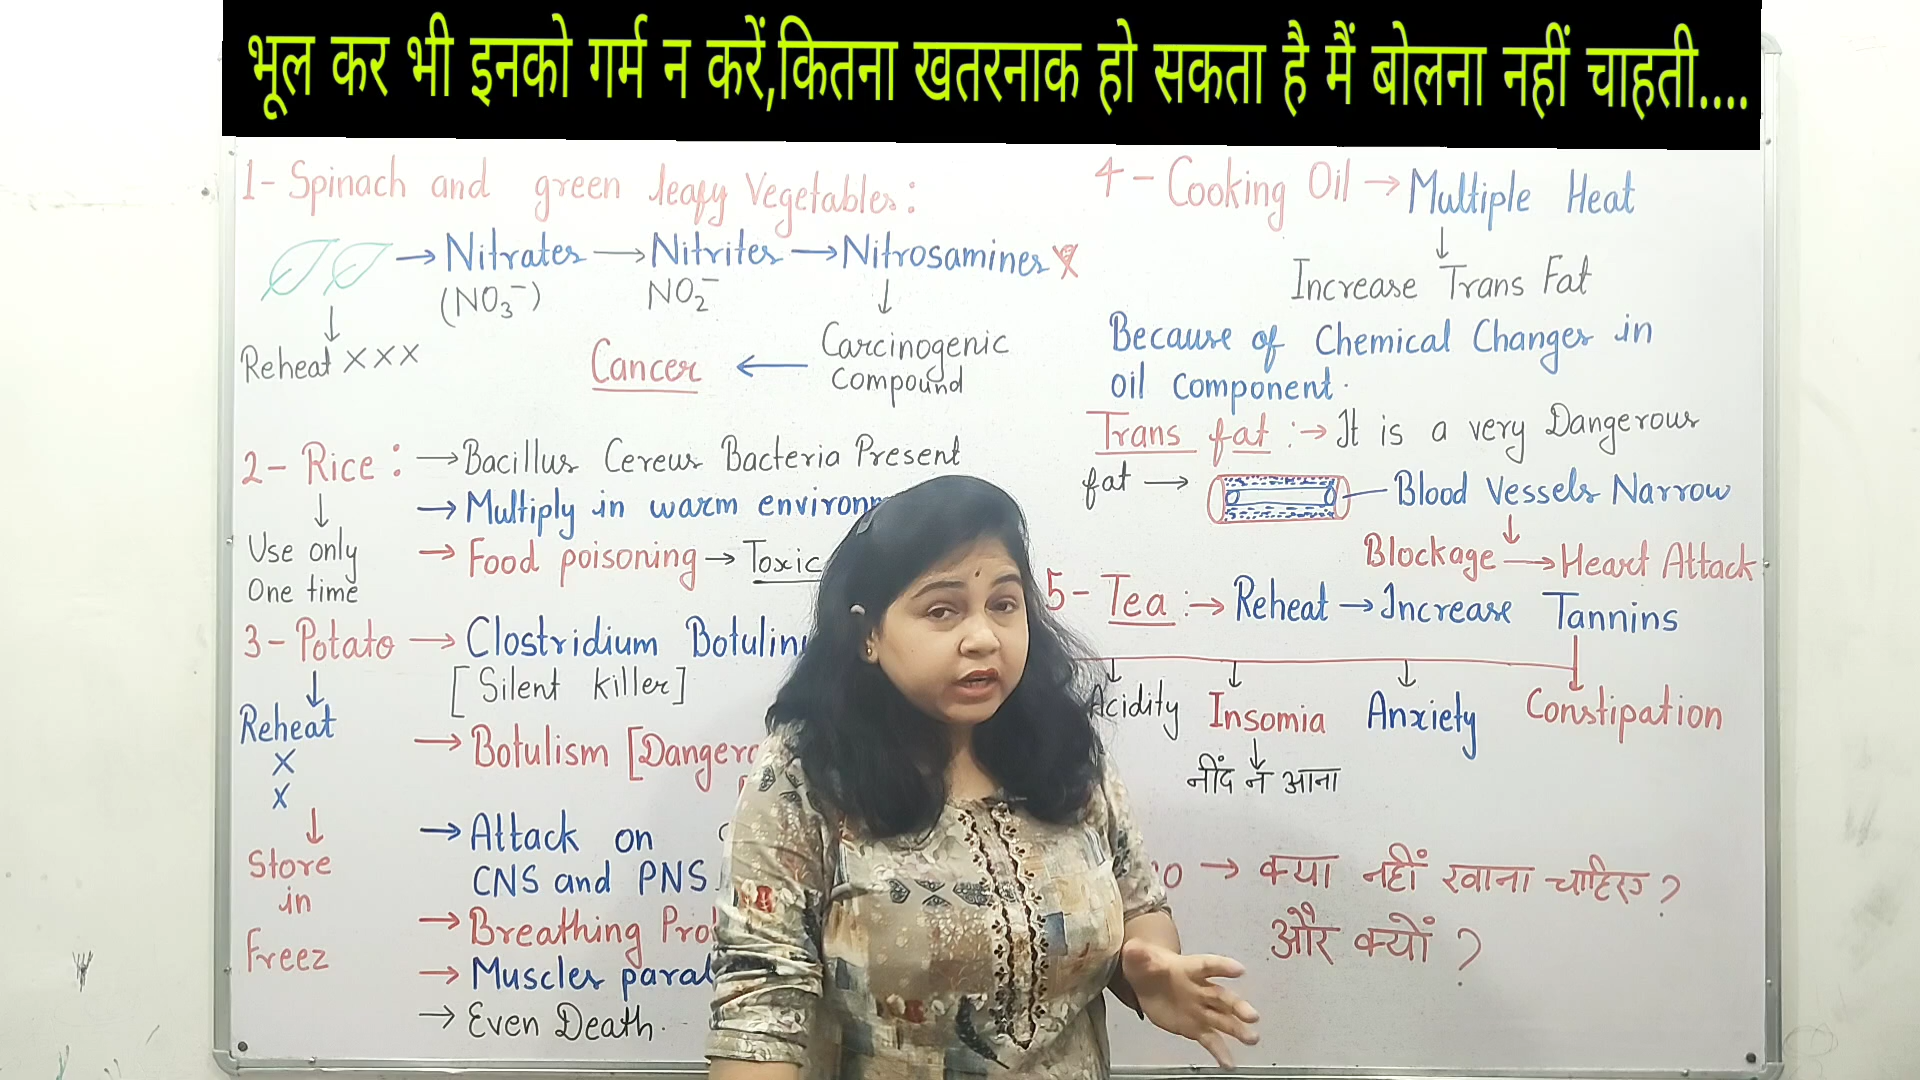 भूल कर भी इनको गर्म न करें,कितना खतरनाक हो सकता है मैं बोलना नहीं चाहती....
1- Spinach and green leafy Vegetables:
→ Nitrates → Nitrites → Nitrosamines
(NO3-) NO2-
↓
Reheat XXX
Carcinogenic
Compound
Cancer ←
2- Rice: → Bacillus Cereus Bacteria Present
→ Multiply in warm
→ Food poisoning → Toxic
Use only
One time
3- Potato → Clostridium
[Silent killer]
Reheat
X
X
→ Botulism
Store
in
Freez
→ Attack on
CNS and PNS
→ Breathing
→ Muscles
→ Even Death.
4- Cooking Oil → Multiple Heat
↓
Increase Trans Fat
Because of Chemical Changes in
oil Component.
Trans fat :→ It is a very Dangerous
fat → Blood Vessels Narrow
↓
Blockage → Heart Attack
5- Tea :→ Reheat → Increase Tannins
Acidity Insomia Anxiety Constipation
↓
नींद न आना
→ क्या नहीं खाना चाहिए ?
और क्यों ?